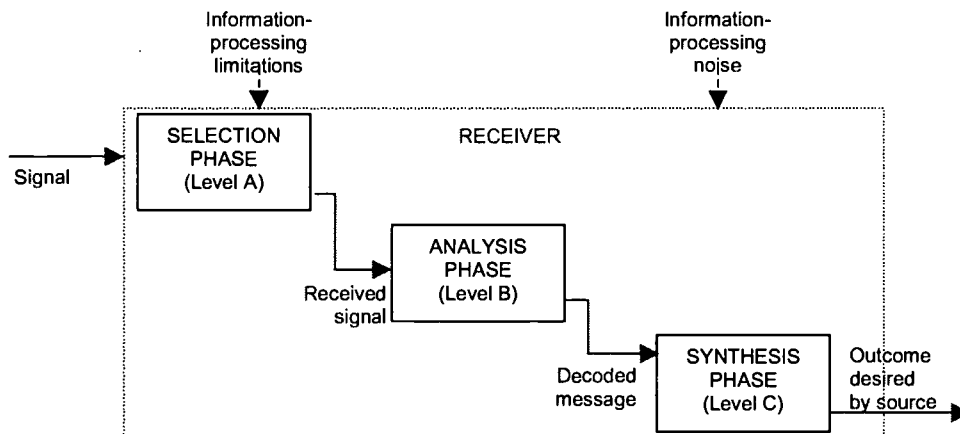 Information-
processing
limitations
Information-
processing
noise
RECEIVER
SELECTION
PHASE
(Level A)
Signal
ANALYSIS
PHASE
(Level B)
Received
signal
SYNTHESIS
PHASE
(Level C)
Decoded
message
Outcome
desired
by source